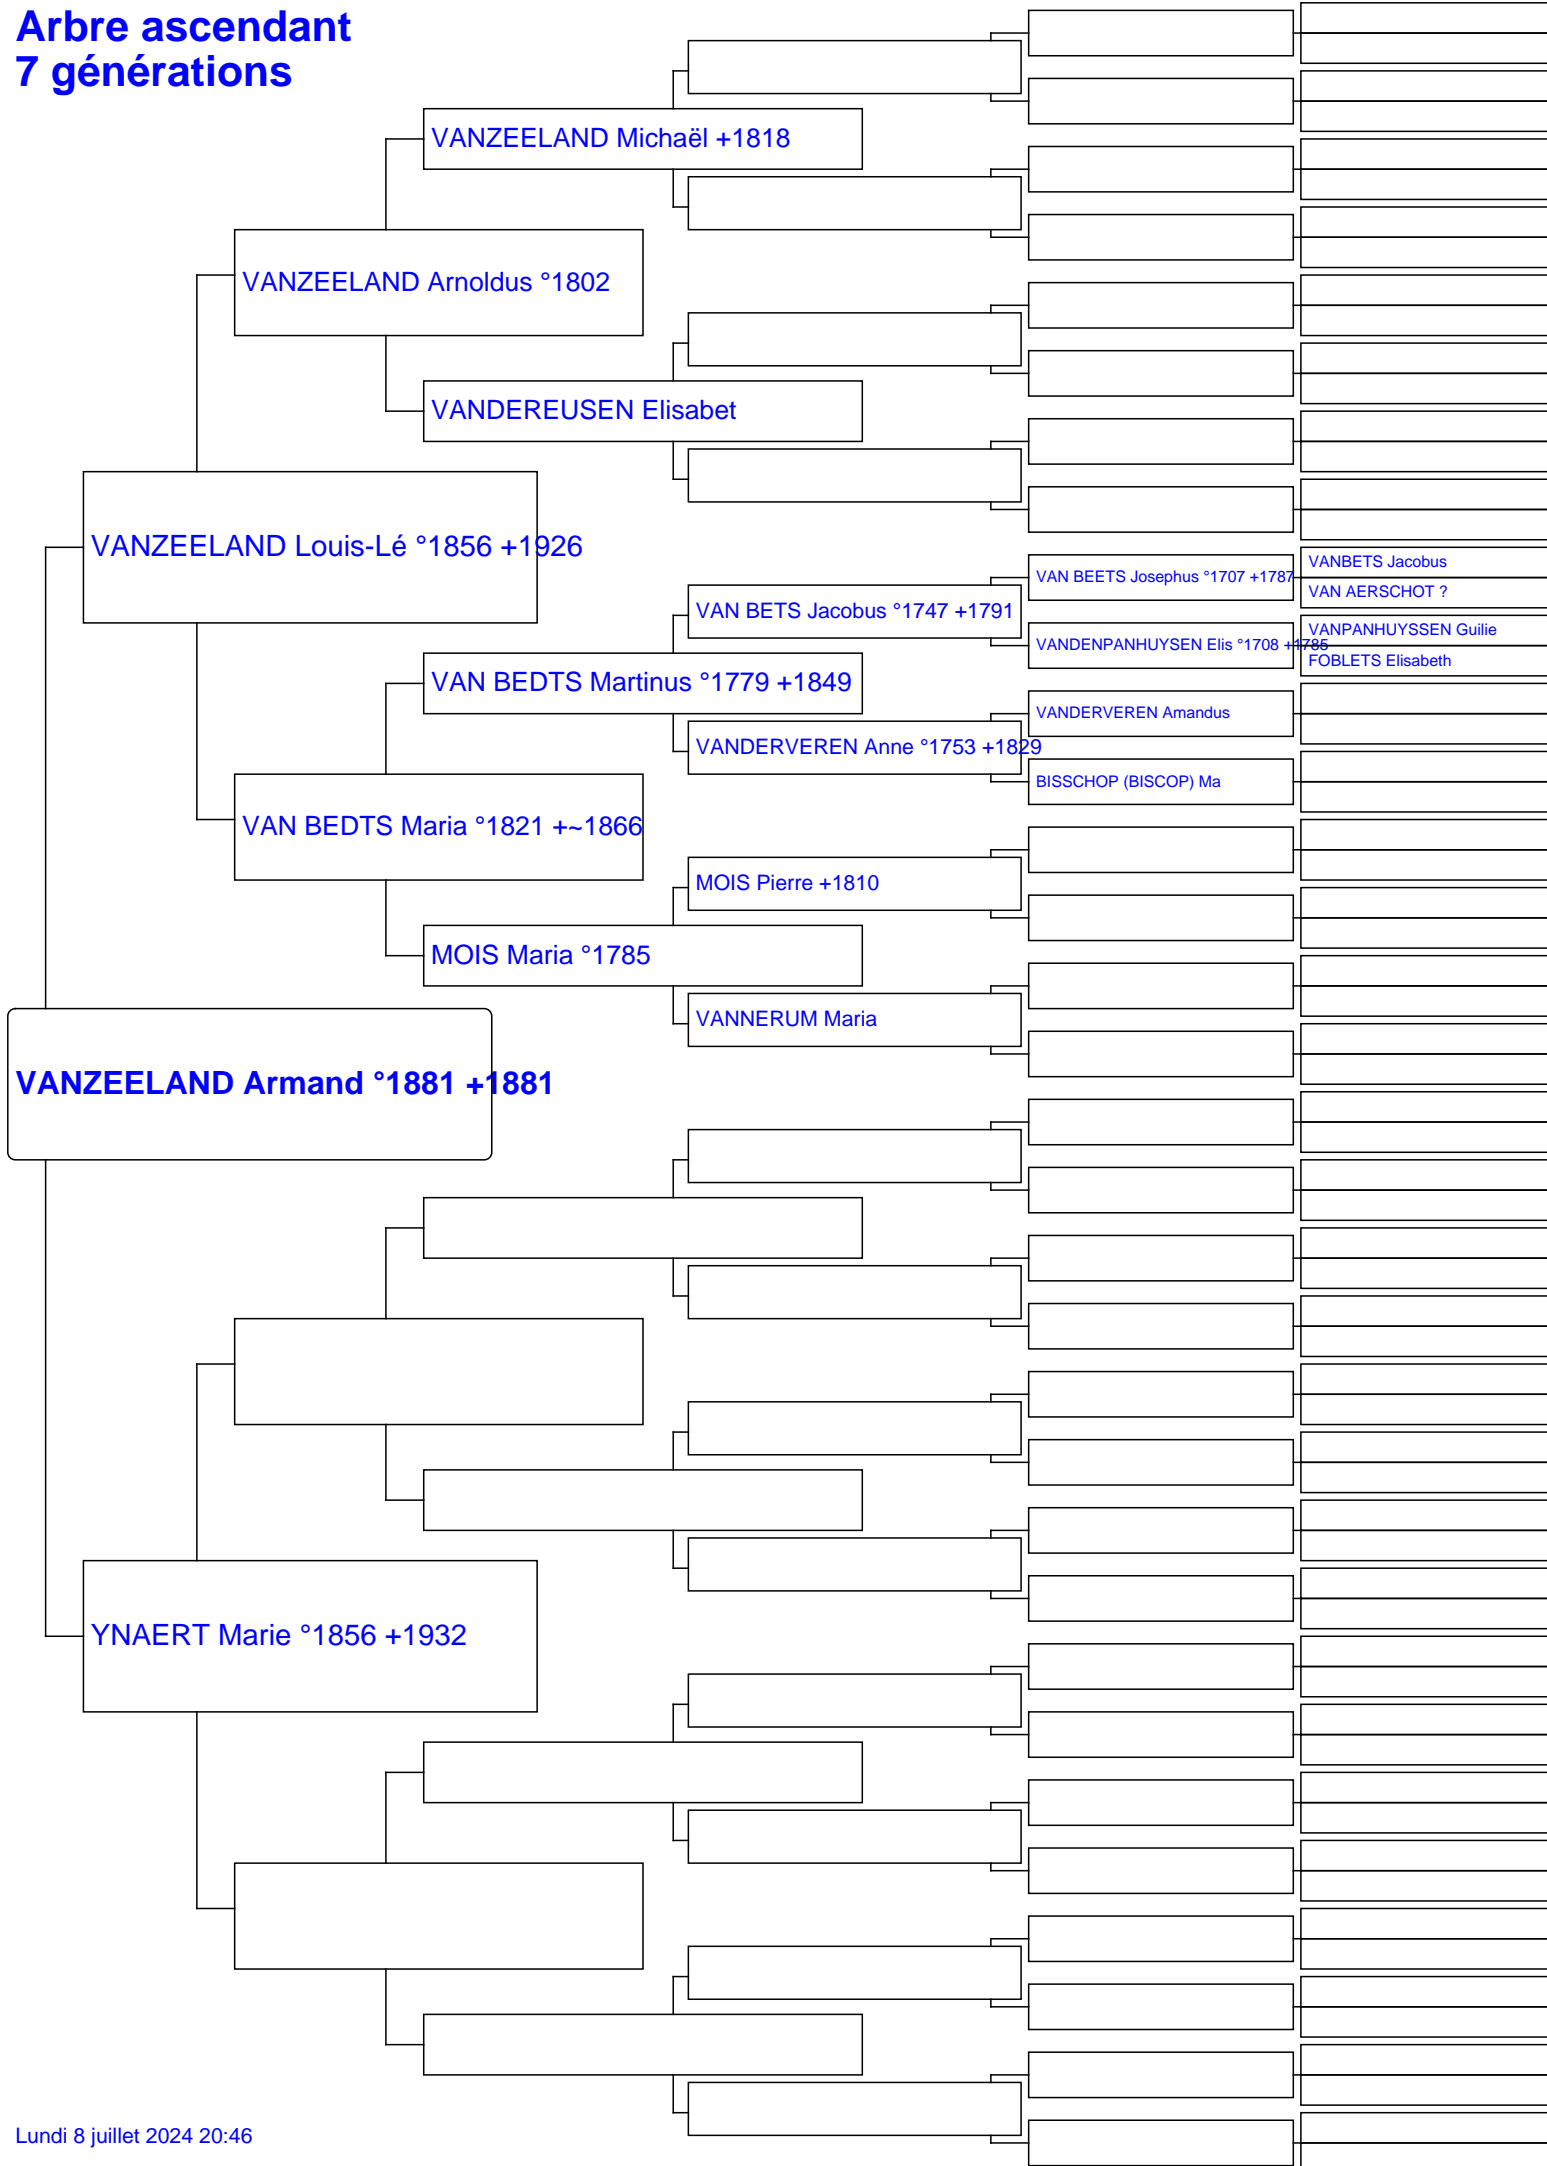 Arbre ascendant
7 générations
VANZEELAND Michaël +1818
VANZEELAND Arnoldus °1802
VANDEREUSEN Elisabet
VANZEELAND Louis-Lé °1856 +1926
VANBETS Jacobus
VAN BEETS Josephus °1707 +1787
VAN AERSCHOT ?
VAN BETS Jacobus °1747 +1791
VANPANHUYSSEN Guilie
VANDENPANHUYSEN Elis °1708 +1785
FOBLETS Elisabeth
VAN BEDTS Martinus °1779 +1849
VANDERVEREN Amandus
VANDERVEREN Anne °1753 +1829
BISSCHOP (BISCOP) Ma
VAN BEDTS Maria °1821 +~1866
MOIS Pierre +1810
MOIS Maria °1785
VANNERUM Maria
VANZEELAND Armand °1881 +1881
YNAERT Marie °1856 +1932
Lundi 8 juillet 2024 20:46